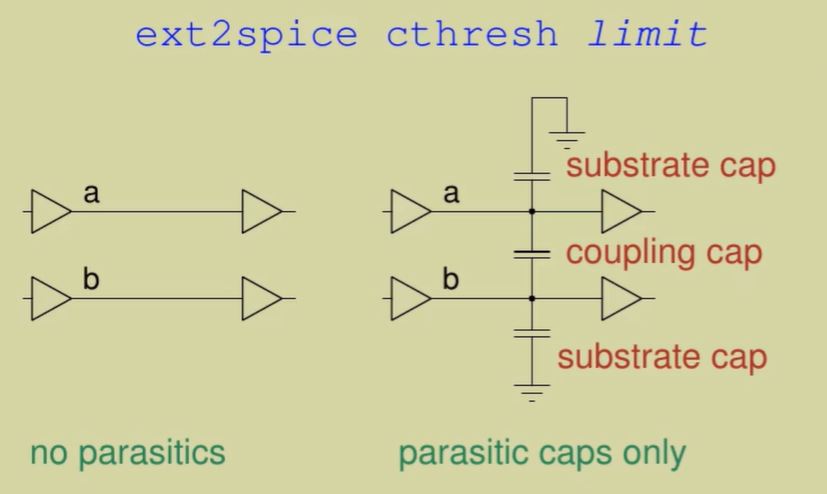 ext2spice cthresh limit
a
b
no parasitics
a
b
substrate cap
coupling cap
substrate cap
parasitic caps only